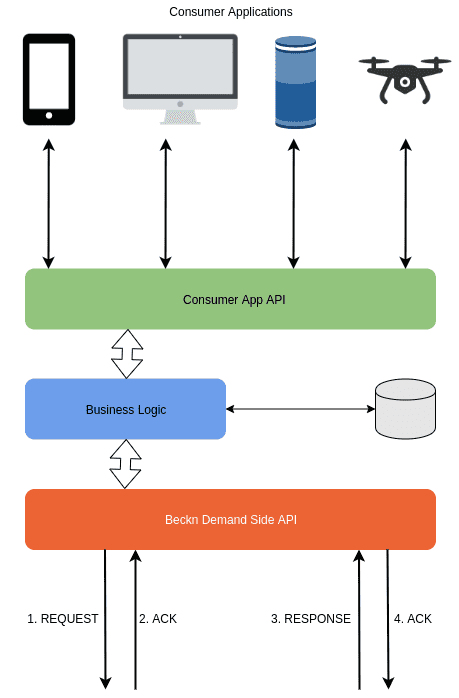 Consumer Applications
Consumer App API
Business Logic
Beckn Demand Side API
1. REQUEST
2. ACK
3. RESPONSE
4. ACK